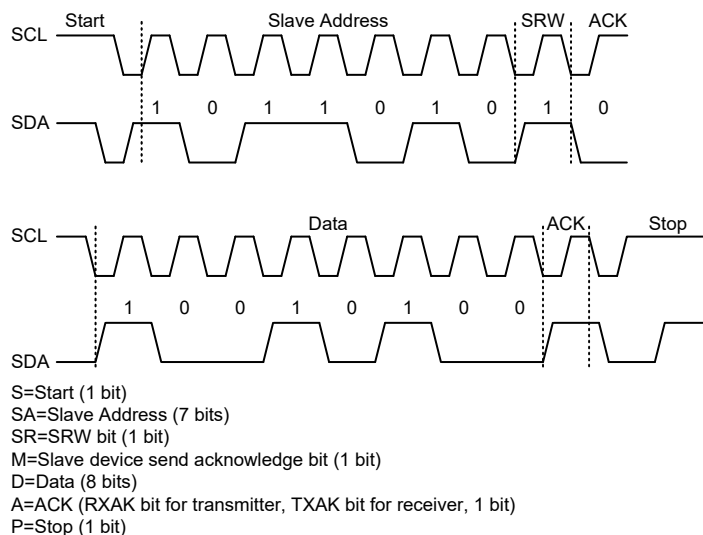 Start Slave Address SRW ACK
SCL
1 0 1 1 0 1 0 1 0
SDA
Data ACK Stop
SCL
1 0 0 1 0 1 0 0
SDA
S=Start (1 bit)
SA=Slave Address (7 bits)
SR=SRW bit (1 bit)
M=Slave device send acknowledge bit (1 bit)
D=Data (8 bits)
A=ACK (RXAK bit for transmitter, TXAK bit for receiver, 1 bit)
P=Stop (1 bit)